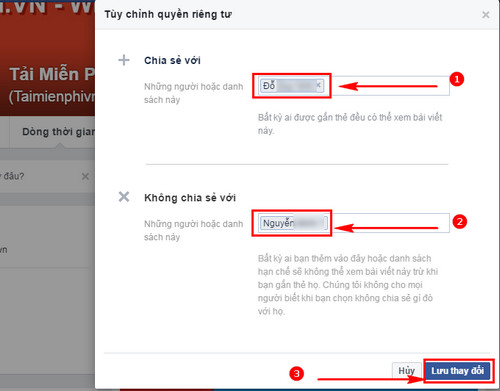 .VN - W
Tùy chỉnh quyền riêng tư
Tải Miễn P
(Taimienphivn
Dòng thời gian
đây đâu?
vn
Chia sẻ với
Những người hoặc danh
sách này
Đỗ
1
Bất kỳ ai được gắn thẻ đều có thể xem bài viết
này.
Không chia sẻ với
Những người hoặc danh
sách này
Nguyễn
2
Bất kỳ ai bạn thêm vào đây hoặc danh sách
hạn chế sẽ không thể xem bài viết này trừ khi
bạn gắn thẻ họ. Chúng tôi không cho mọi
người biết khi bạn chọn không chia sẻ gì đó
với họ.
3
Hủy
Lưu thay đổi